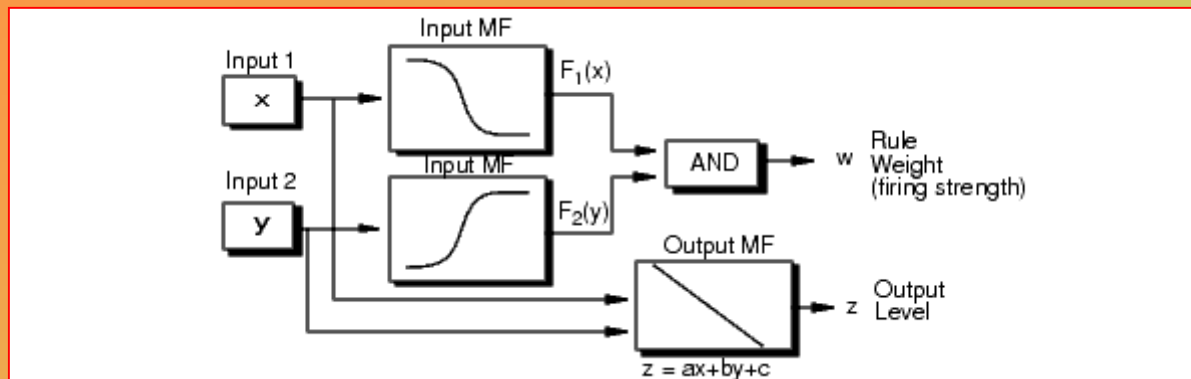 Input MF
Input 1
x
F1(x)
AND
w
Rule
Weight
(firing strength)
Input MF
Input 2
y
F2(y)
Output MF
z
Output
Level
z = ax+by+c